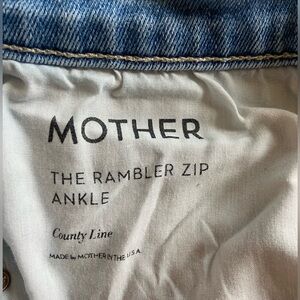 MOTHER
THE RAMBLER ZIP
ANKLE
County Line
MADE by MOTHER IN THE U.S.A.